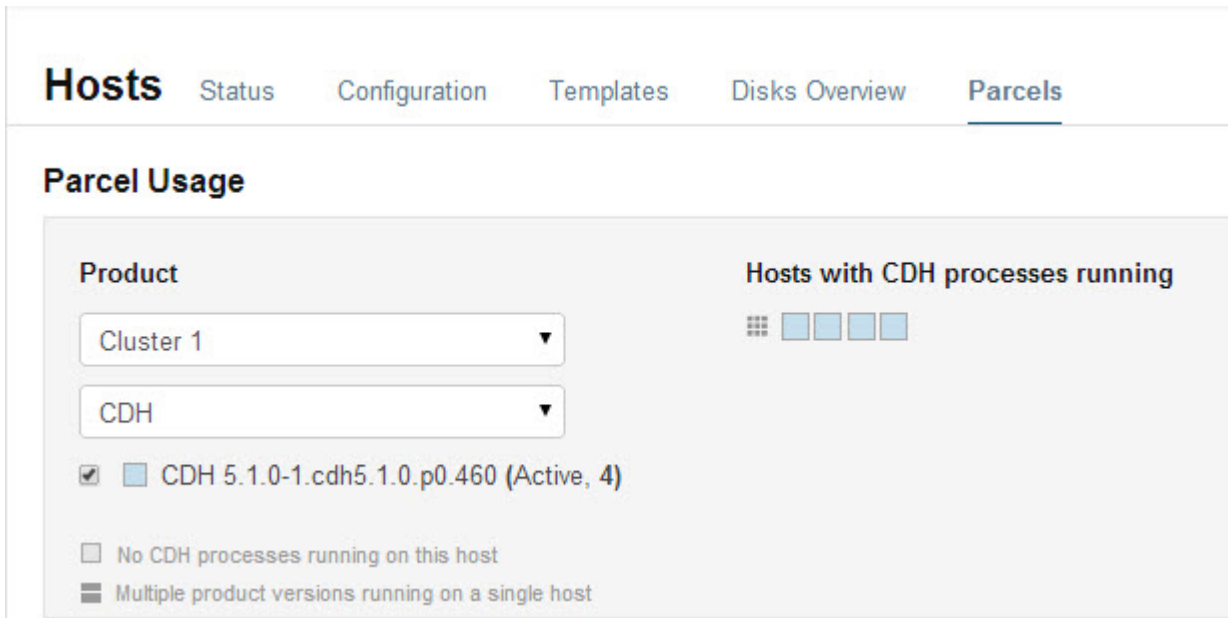 Hosts Status Configuration Templates Disks Overview Parcels
Parcel Usage
Product
Hosts with CDH processes running
Cluster 1
CDH
CDH 5.1.0-1.cdh5.1.0.p0.460 (Active, 4)
No CDH processes running on this host
Multiple product versions running on a single host